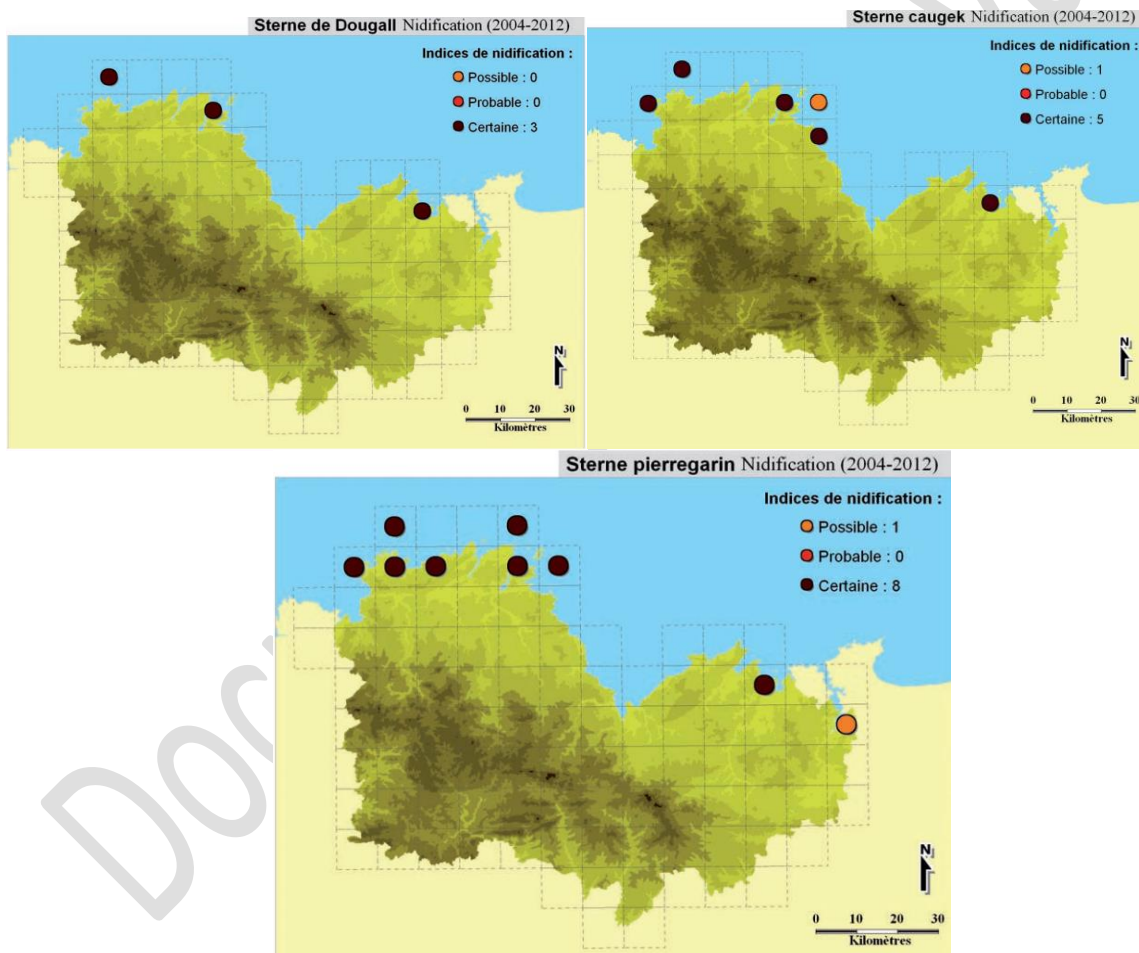 Sterne de Dougall Nidification (2004-2012)
Indices de nidification :
Possible : 0
Probable : 0
Certaine : 3
N
0 10 20 30
Kilomètres
Sterne caugek Nidification (2004-2012)
Indices de nidification :
Possible : 1
Probable : 0
Certaine : 5
N
0 10 20 30
Kilomètres
Sterne pierregarin Nidification (2004-2012)
Indices de nidification :
Possible : 1
Probable : 0
Certaine : 8
N
0 10 20 30
Kilomètres